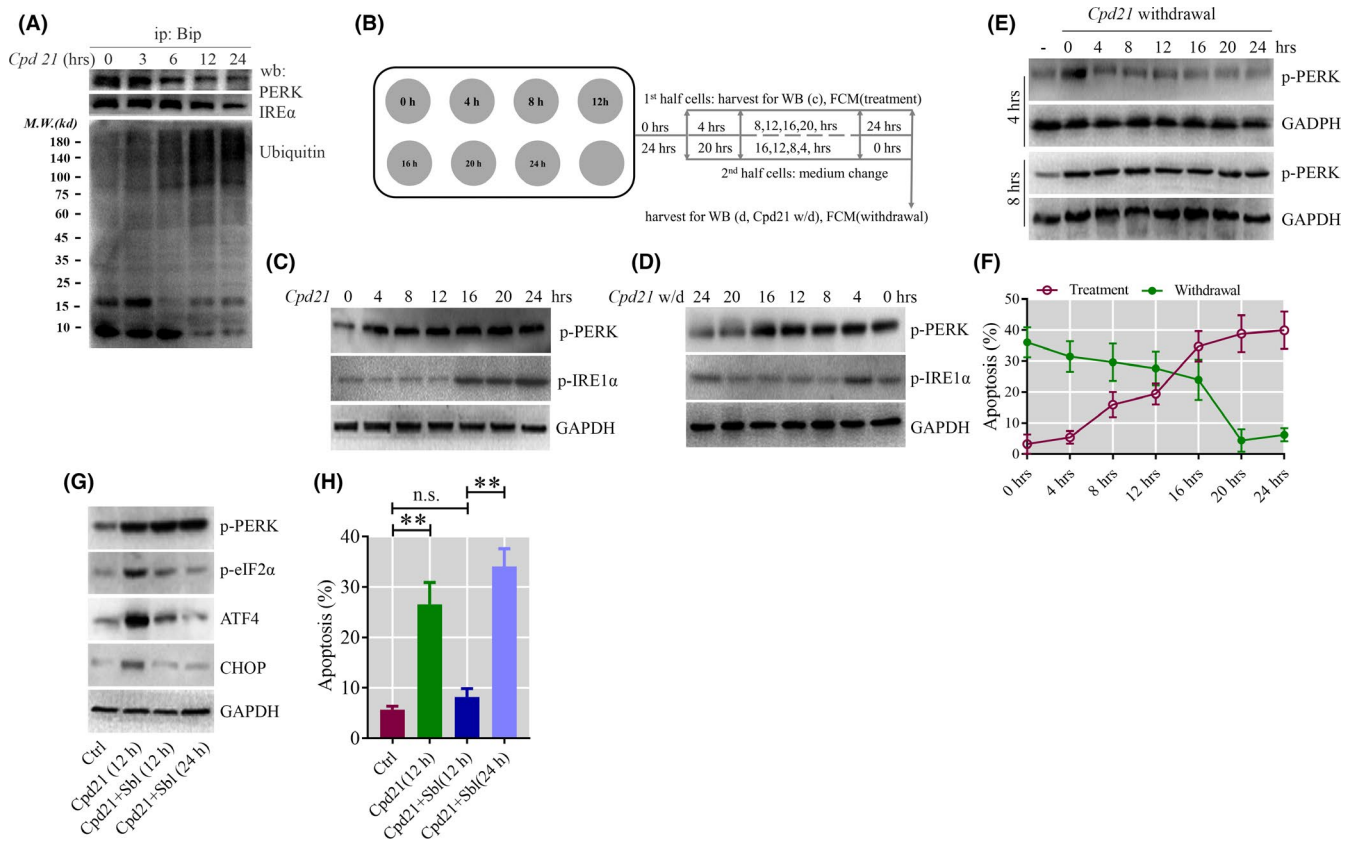 (A)
ip: Bip
Cpd 21 (hrs) 0 3 6 12 24
wb:
PERK
IREα
M.W.(kd)
180
140
100
75
60
45
35
25
15
10
Ubiquitin
(B)
0 h 4 h 8 h 12h
16 h 20 h 24 h
1st half cells: harvest for WB (c), FCM(treatment)
0 hrs 4 hrs 8,12,16,20, hrs 24 hrs
24 hrs 20 hrs 16,12,8,4, hrs 0 hrs
2nd half cells: medium change
harvest for WB (d, Cpd21 w/d), FCM(withdrawal)
(C)
Cpd21 0 4 8 12 16 20 24 hrs
p-PERK
p-IRE1α
GAPDH
(D)
Cpd21 w/d 24 20 16 12 8 4 0 hrs
p-PERK
p-IRE1α
GAPDH
(E)
Cpd21 withdrawal
- 0 4 8 12 16 20 24 hrs
4 hrs
p-PERK
GADPH
8 hrs
p-PERK
GAPDH
(F)
Treatment Withdrawal
Apoptosis (%)
50
40
30
20
10
0
0 hrs 4 hrs 8 hrs 12 hrs 16 hrs 20 hrs 24 hrs
(G)
p-PERK
p-eIF2α
ATF4
CHOP
GAPDH
Ctrl
Cpd21 (12 h)
Cpd21+Sbl (12 h)
Cpd21+Sbl (24 h)
(H)
n.s. **
**
Apoptosis (%)
40
30
20
10
0
Ctrl
Cpd21(12 h)
Cpd21+Sbl(12 h)
Cpd21+Sbl(24 h)